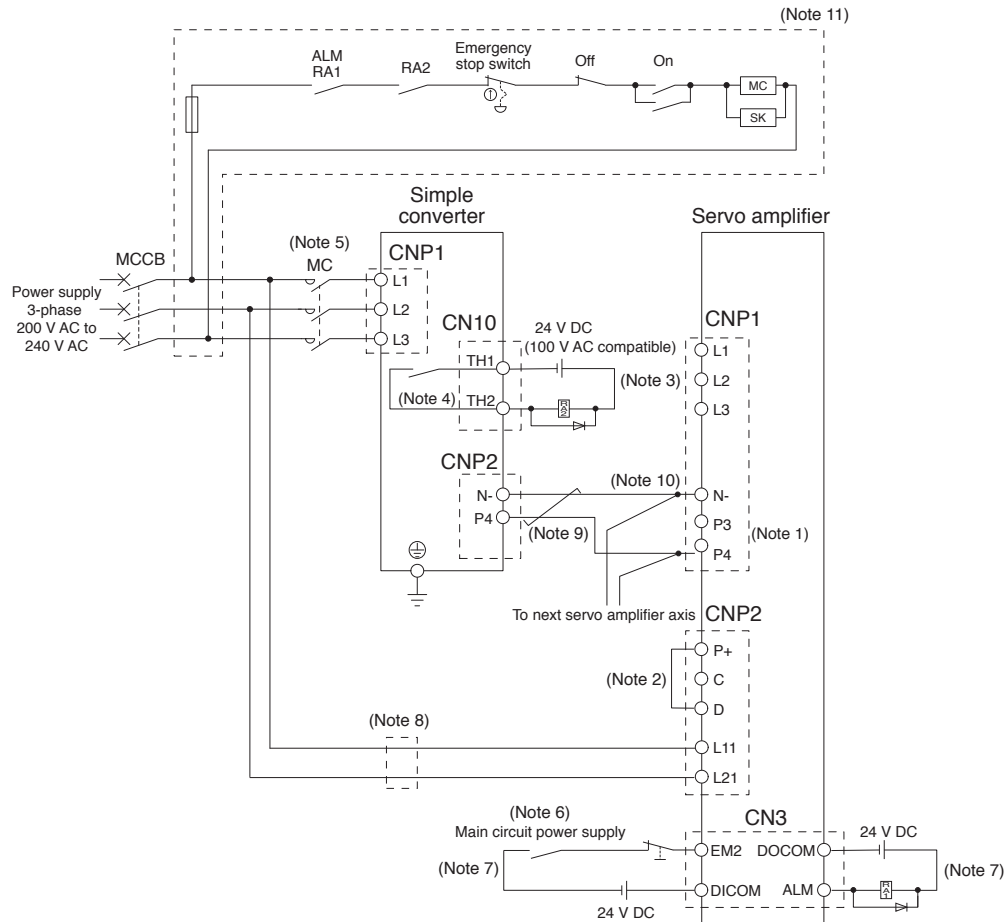 (Note 11)
ALM
RA1
RA2
Emergency
stop switch
Off
On
MC
SK
Simple
converter
Servo amplifier
(Note 5)
MCCB
MC
CNP1
L1
L2
L3
Power supply
3-phase
200 V AC to
240 V AC
CN10
TH1
TH2
(Note 4)
24 V DC
(100 V AC compatible)
(Note 3)
RA2
CNP1
L1
L2
L3
N-
P3
P4
(Note 1)
CNP2
N-
P4
(Note 10)
(Note 9)
To next servo amplifier axis
CNP2
P+
C
D
L11
L21
(Note 2)
(Note 8)
(Note 6)
Main circuit power supply
(Note 7)
24 V DC
CN3
EM2
DOCOM
DICOM
ALM
24 V DC
RA1
(Note 7)